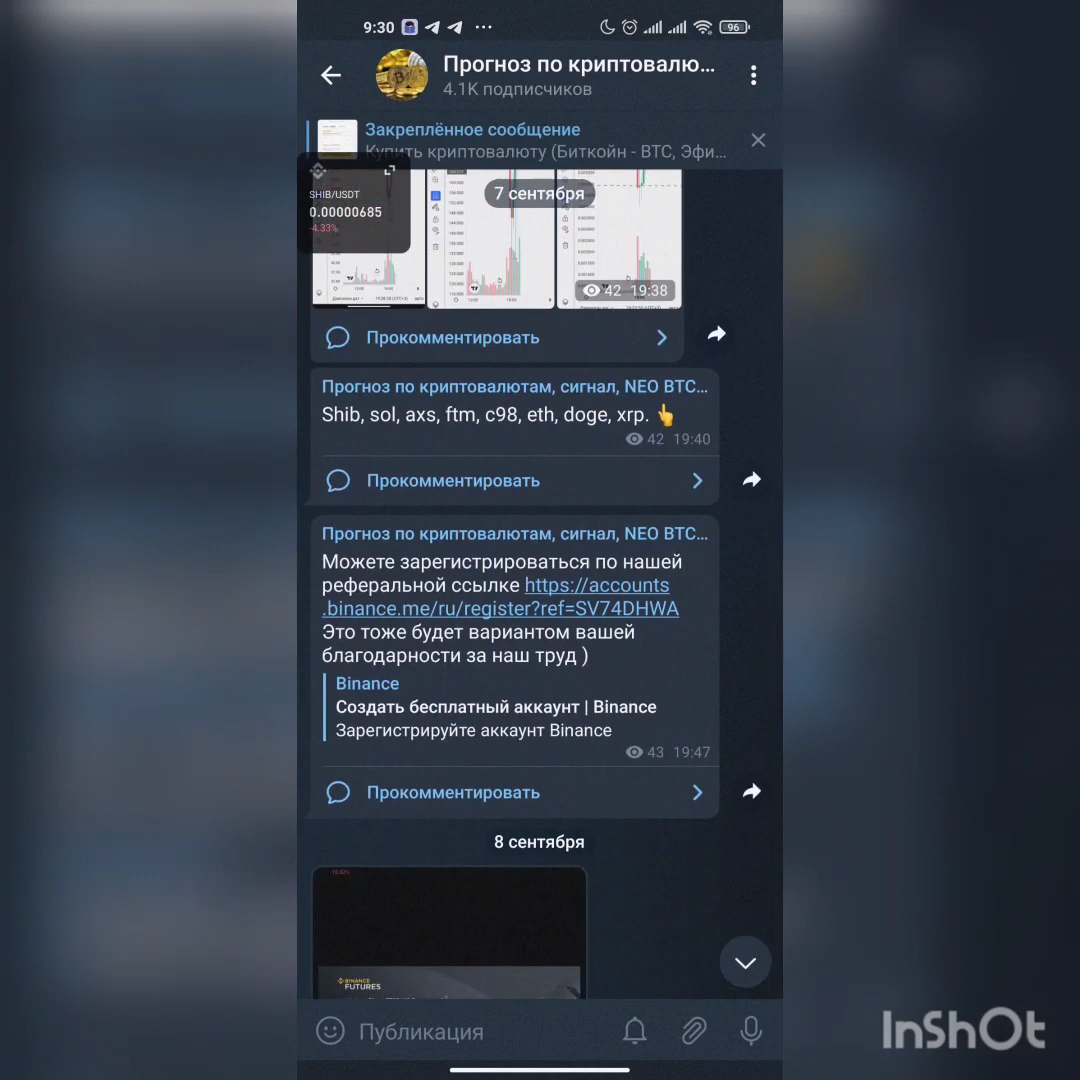 9:30
96
Прогноз по криптовалю...
4.1K подписчиков
Закреплённое сообщение
Купить криптовалюту (Биткойн - BTC, Эфи...
SHIB/USDT
0.00000685
-4.33%
7 сентября
42 19:38
Прокомментировать
Прогноз по криптовалютам, сигнал, NEO BTC...
Shib, sol, axs, ftm, c98, eth, doge, xrp. 👆
42 19:40
Прокомментировать
Прогноз по криптовалютам, сигнал, NEO BTC...
Можете зарегистрироваться по нашей
реферальной ссылке https://accounts
.binance.me/ru/register?ref=SV74DHWA
Это тоже будет вариантом вашей
благодарности за наш труд )
Binance
Создать бесплатный аккаунт | Binance
Зарегистрируйте аккаунт Binance
43 19:47
Прокомментировать
8 сентября
BINANCE
FUTURES
Публикация
InShOt